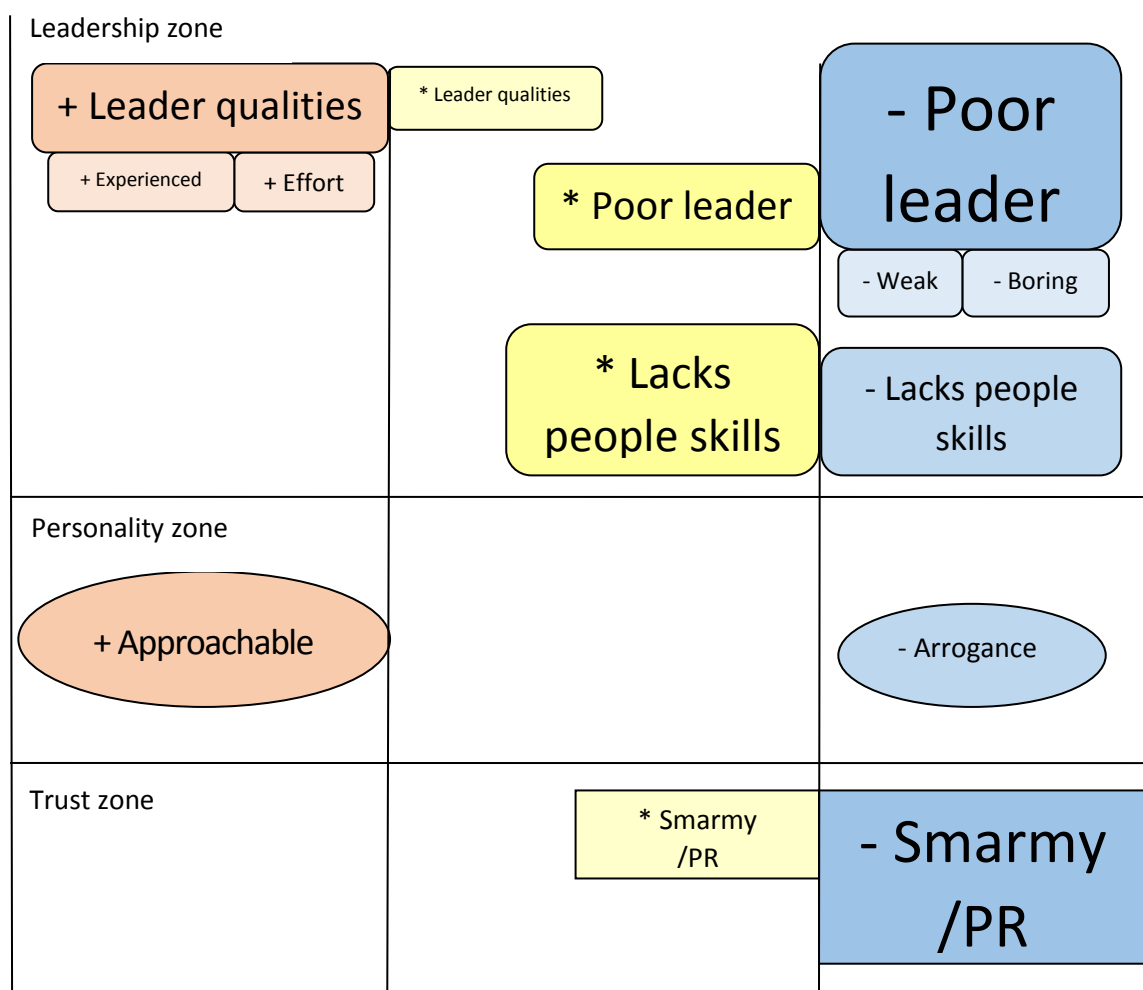 Leadership zone
+ Leader qualities
* Leader qualities
- Poor
leader
+ Experienced
+ Effort
* Poor leader
- Weak
- Boring
* Lacks
people skills
- Lacks people
skills
Personality zone
+ Approachable
- Arrogance
Trust zone
* Smarmy
/PR
- Smarmy
/PR